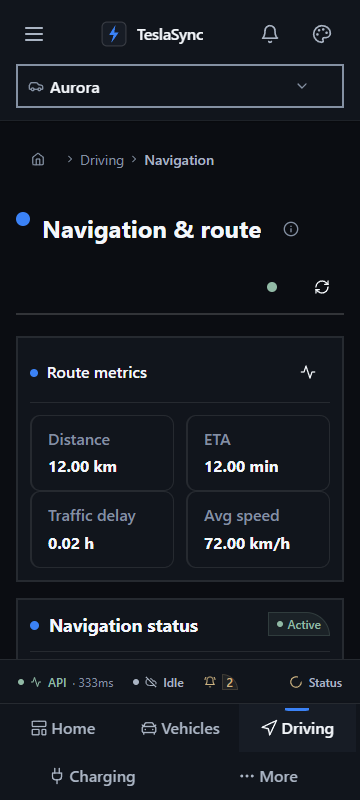 TeslaSync
Aurora
Driving Navigation
Navigation & route
Route metrics
Distance
12.00 km
ETA
12.00 min
Traffic delay
0.02 h
Avg speed
72.00 km/h
Navigation status
Active
API · 333ms
Idle
2
Status
Home
Vehicles
Driving
Charging
More